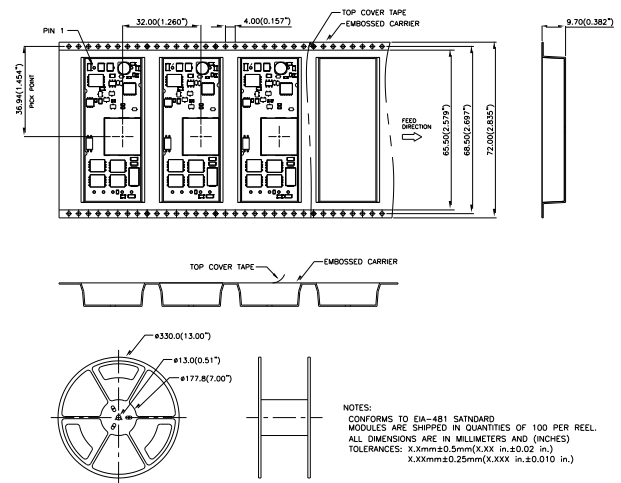 TOP COVER TAPE
EMBOSSED CARRIER
32.00(1.260")
4.00(0.157")
9.70(0.382")
PIN 1
36.94(1.454")
PICK POINT
FEED
DIRECTION
65.50(2.579")
68.50(2.697")
72.00(2.835")
TOP COVER TAPE
EMBOSSED CARRIER
ø330.0(13.00")
ø13.0(0.51")
ø177.8(7.00")
NOTES:
CONFORMS TO EIA-481 SATNDARD
MODULES ARE SHIPPED IN QUANTITIES OF 100 PER REEL.
ALL DIMENSIONS ARE IN MILLIMETERS AND (INCHES)
TOLERANCES: X.Xmm±0.5mm(X.XX in.±0.02 in.)
X.XXmm±0.25mm(X.XXX in.±0.010 in.)